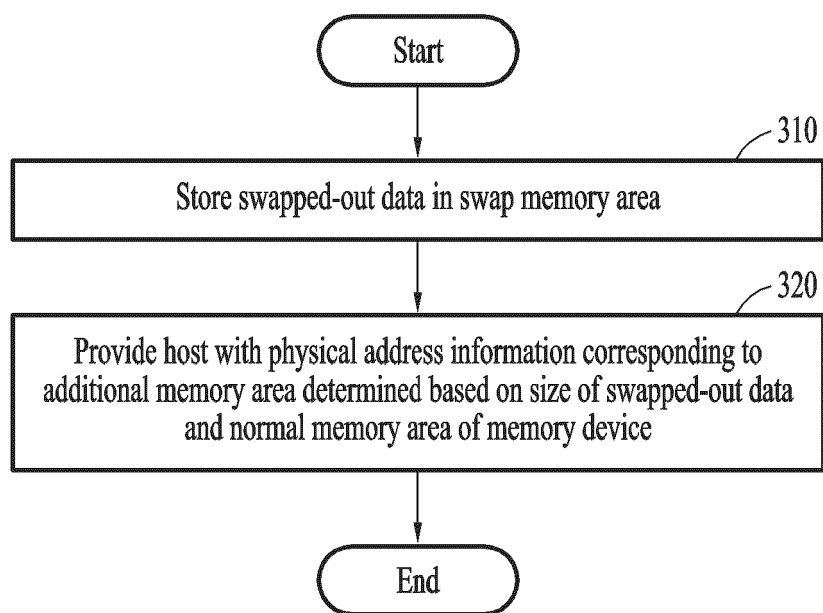 Start
310
Store swapped-out data in swap memory area
320
Provide host with physical address information corresponding to
additional memory area determined based on size of swapped-out data
and normal memory area of memory device
End